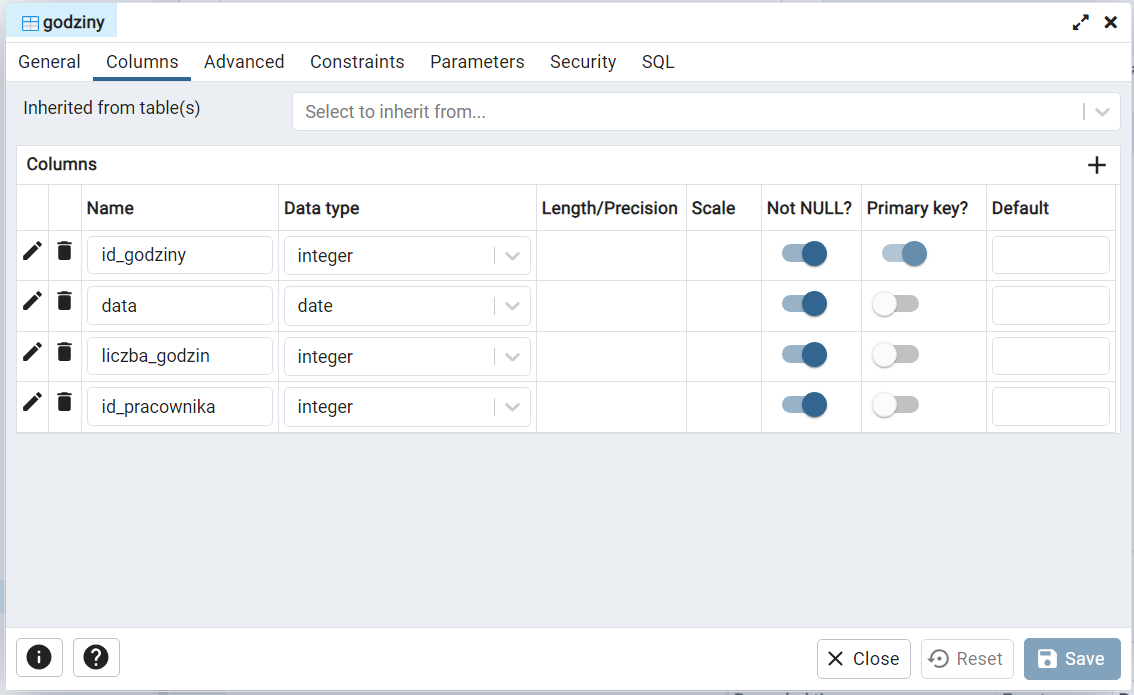 godziny
General Columns Advanced Constraints Parameters Security SQL
Inherited from table(s) Select to inherit from...
Columns
Name Data type Length/Precision Scale Not NULL? Primary key? Default
id_godziny integer
data date
liczba_godzin integer
id_pracownika integer
Close Reset Save